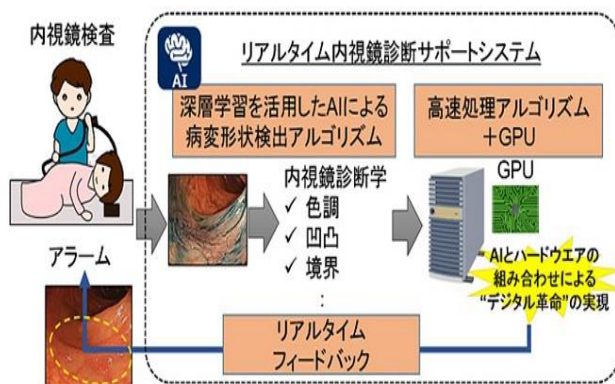 内視鏡検査
AI
リアルタイム内視鏡診断サポートシステム
深層学習を活用したAIによる
病変形状検出アルゴリズム
高速処理アルゴリズム
+GPU
GPU
内視鏡診断学
✓ 色調
✓ 凹凸
✓ 境界
:
AIとハードウエアの
組み合わせによる
“デジタル革命”の実現
アラーム
リアルタイム
フィードバック